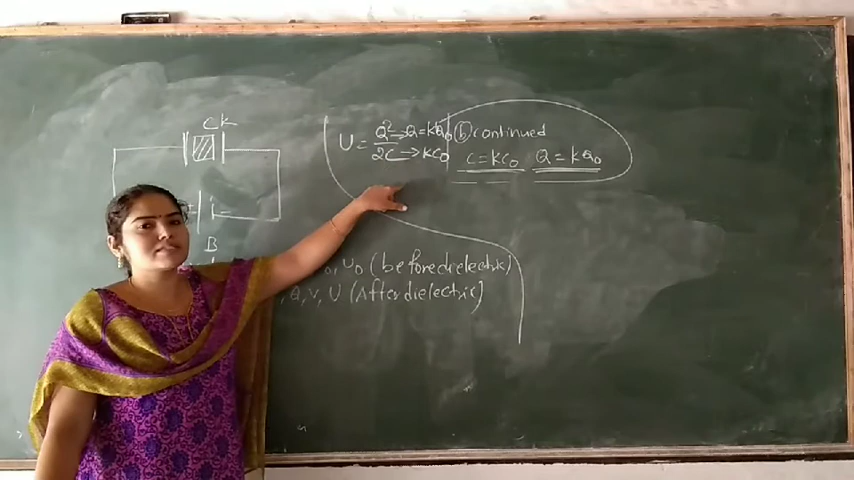 CK
B
U = Q²/2C → Q = KQ₀
→ KC₀
(b) continued
C = KC₀ Q = KQ₀
U₀ (before dielectric)
, Q, V, U (After dielectric)